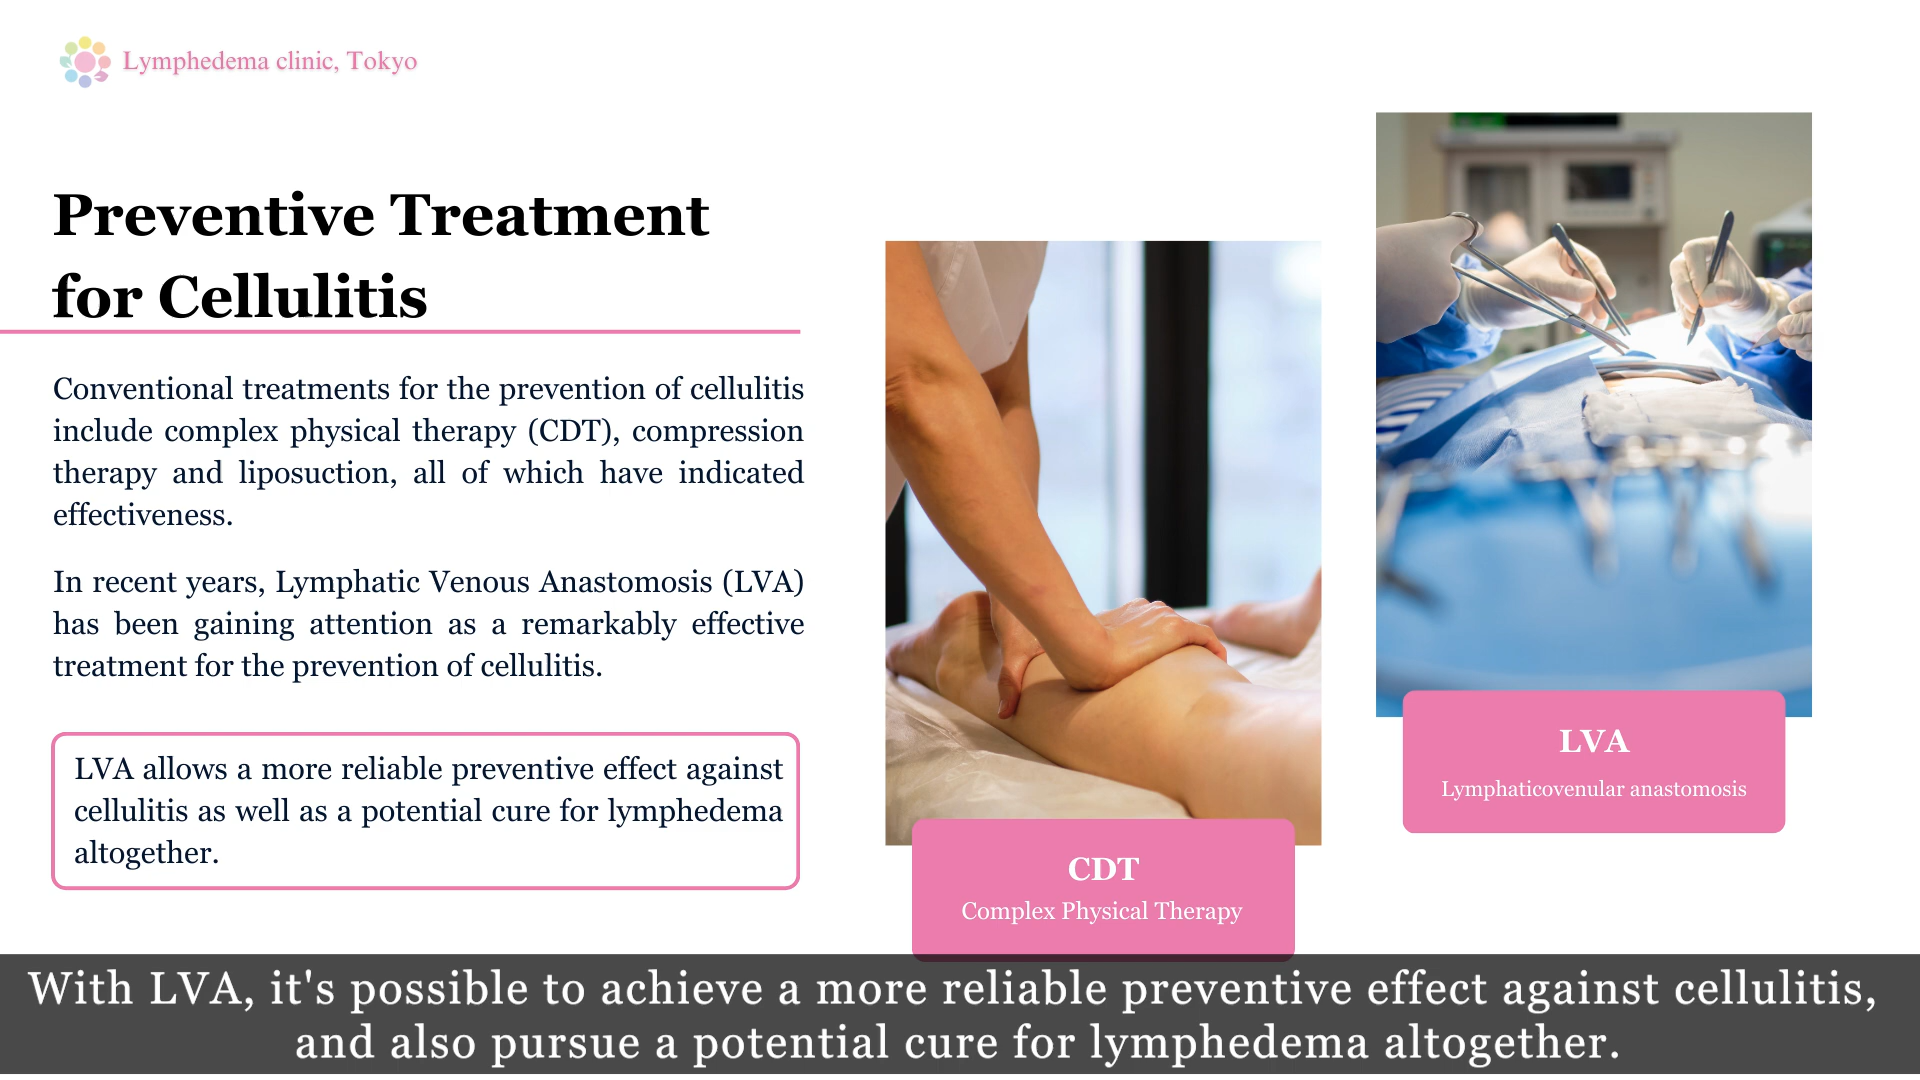 Lymphedema clinic, Tokyo
Preventive Treatment
for Cellulitis
Conventional treatments for the prevention of cellulitis
include complex physical therapy (CDT), compression
therapy and liposuction, all of which have indicated
effectiveness.
In recent years, Lymphatic Venous Anastomosis (LVA)
has been gaining attention as a remarkably effective
treatment for the prevention of cellulitis.
LVA allows a more reliable preventive effect against
cellulitis as well as a potential cure for lymphedema
altogether.
CDT
Complex Physical Therapy
LVA
Lymphaticovenular anastomosis
With LVA, it's possible to achieve a more reliable preventive effect against cellulitis,
and also pursue a potential cure for lymphedema altogether.